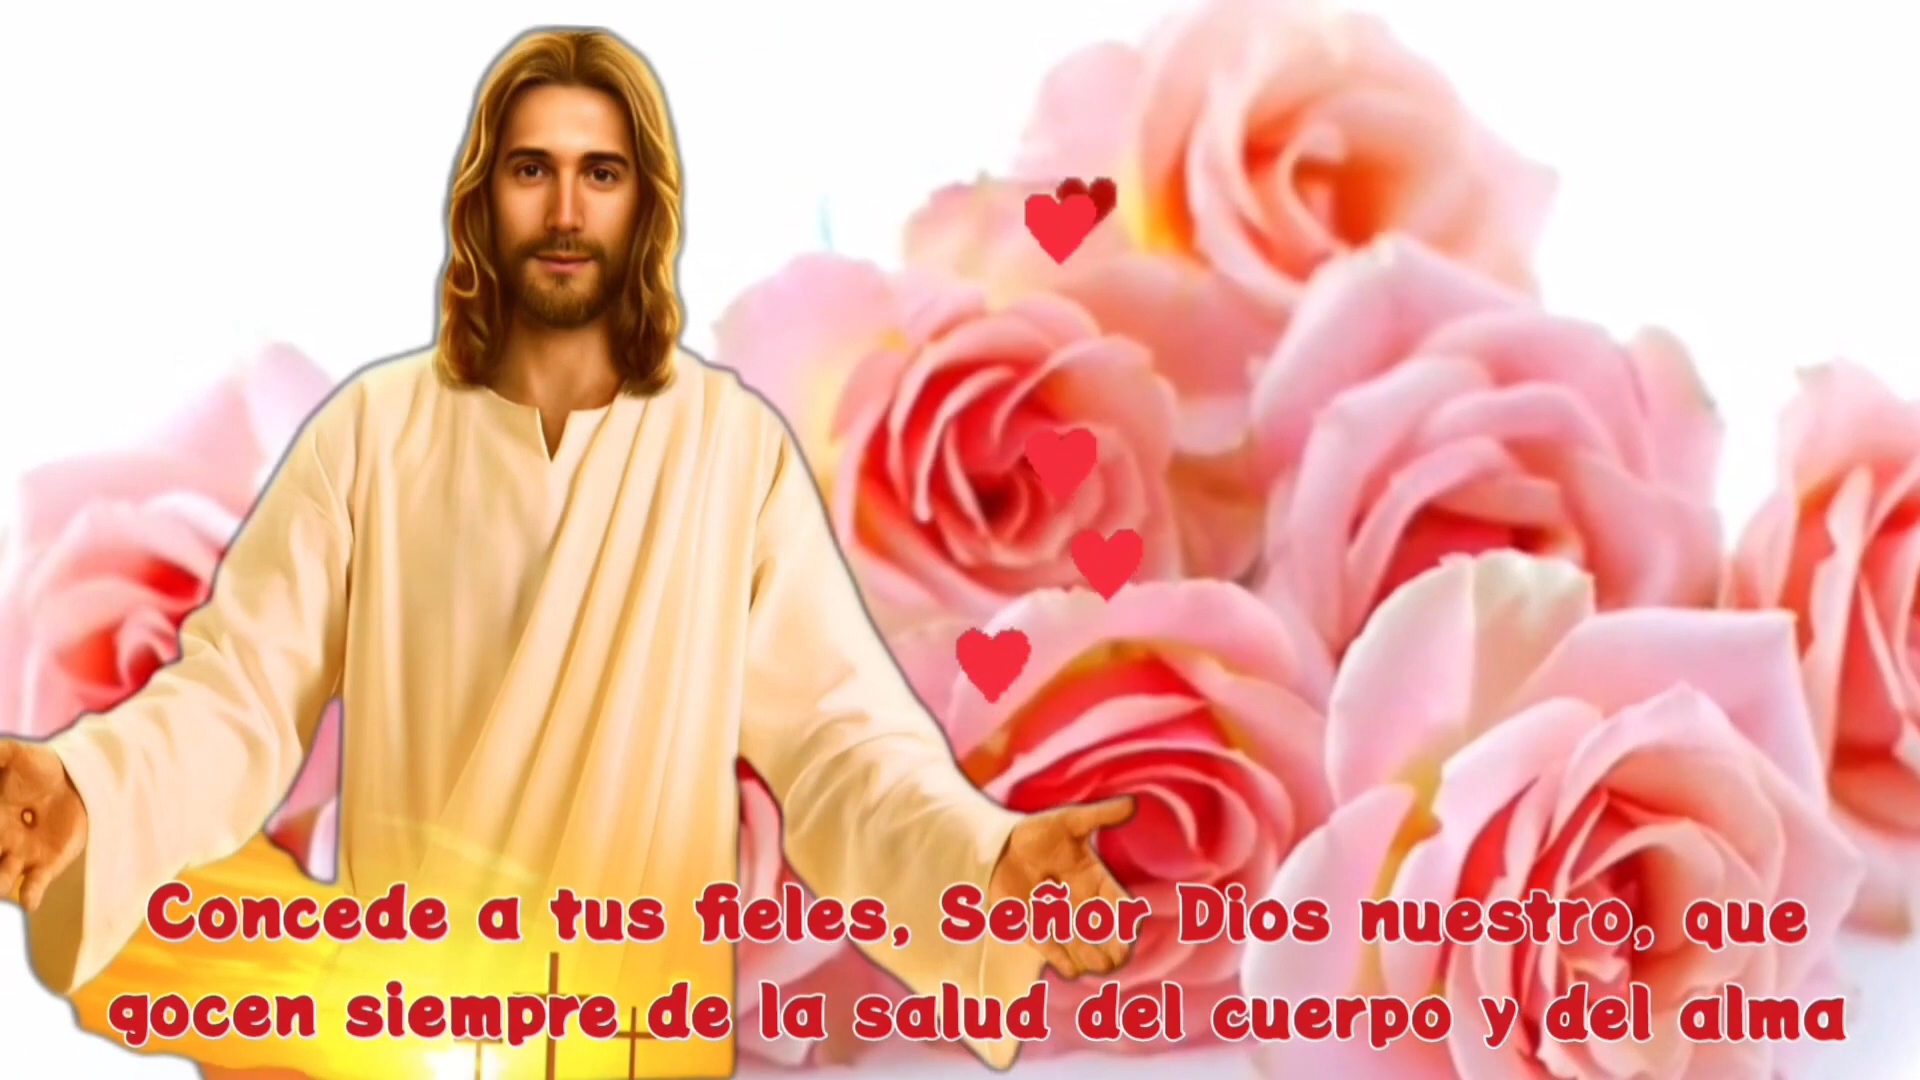 Concede a tus fieles, Señor Dios nuestro, que
gocen siempre de la salud del cuerpo y del alma